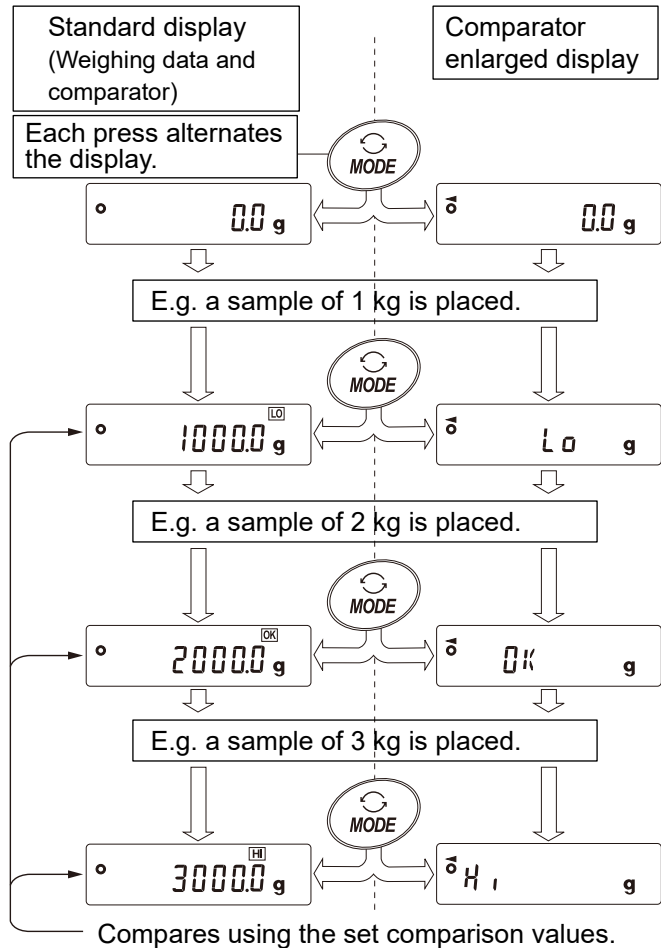 Standard display
(Weighing data and
comparator)
Comparator
enlarged display
Each press alternates
the display.
MODE
0.0 g
0.0 g
E.g. a sample of 1 kg is placed.
MODE
LO
1000.0 g
Lo g
E.g. a sample of 2 kg is placed.
MODE
OK
2000.0 g
OK g
E.g. a sample of 3 kg is placed.
MODE
HI
3000.0 g
Hi g
Compares using the set comparison values.